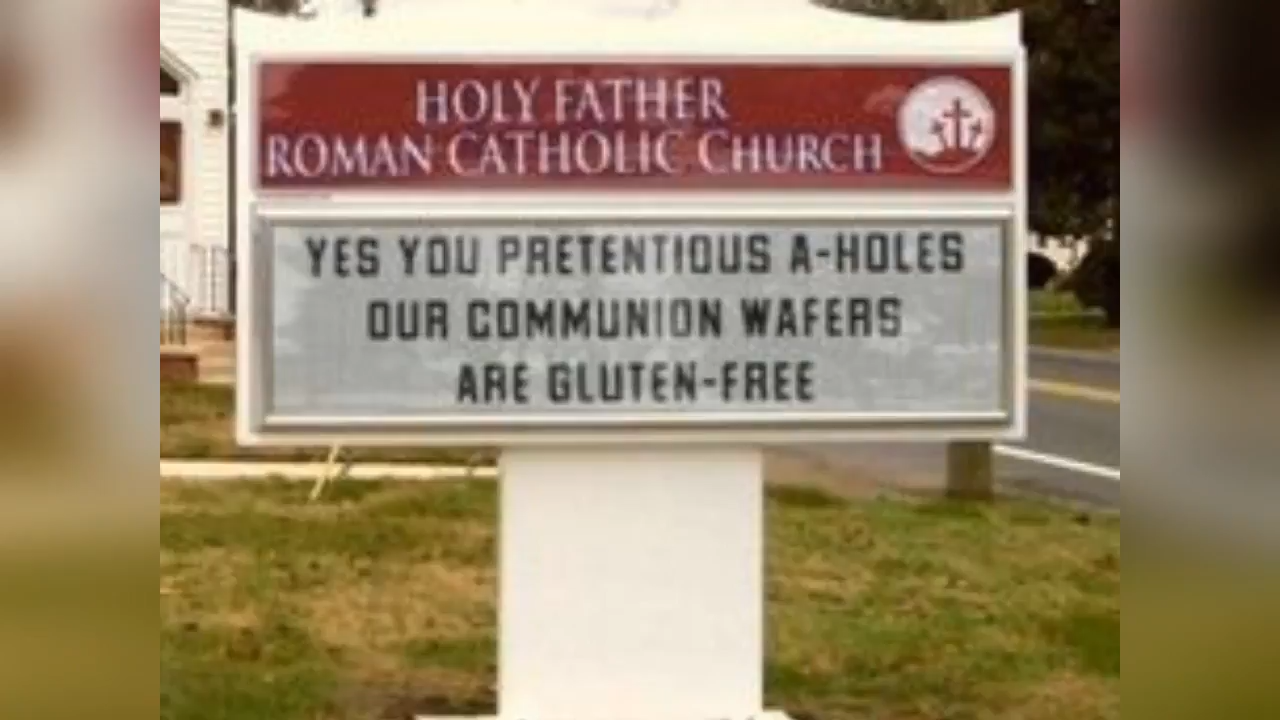 HOLY FATHER
ROMAN CATHOLIC CHURCH
YES YOU PRETENTIOUS A-HOLES
OUR COMMUNION WAFERS
ARE GLUTEN-FREE